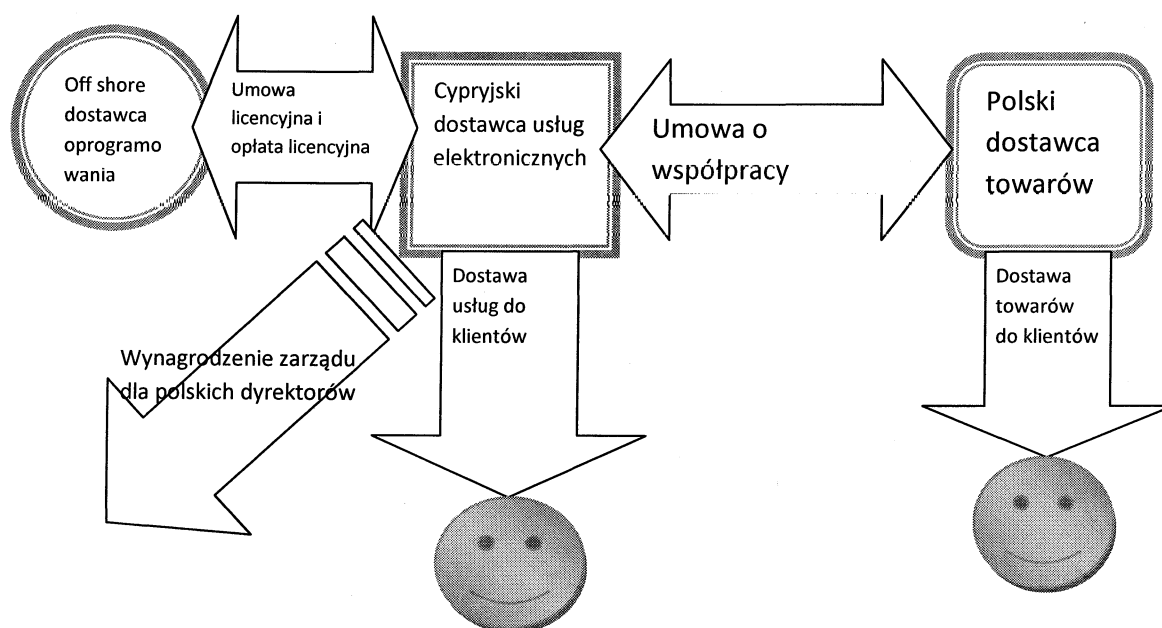 Off shore
dostawca
oprogramo
wania
Umowa
licencyjna i
opłata licencyjna
Cypryjski
dostawca usług
elektronicznych
Umowa o
współpracy
Polski
dostawca
towarów
Dostawa
usług do
klientów
Dostawa
towarów
do klientów
Wynagrodzenie zarządu
dla polskich dyrektorów